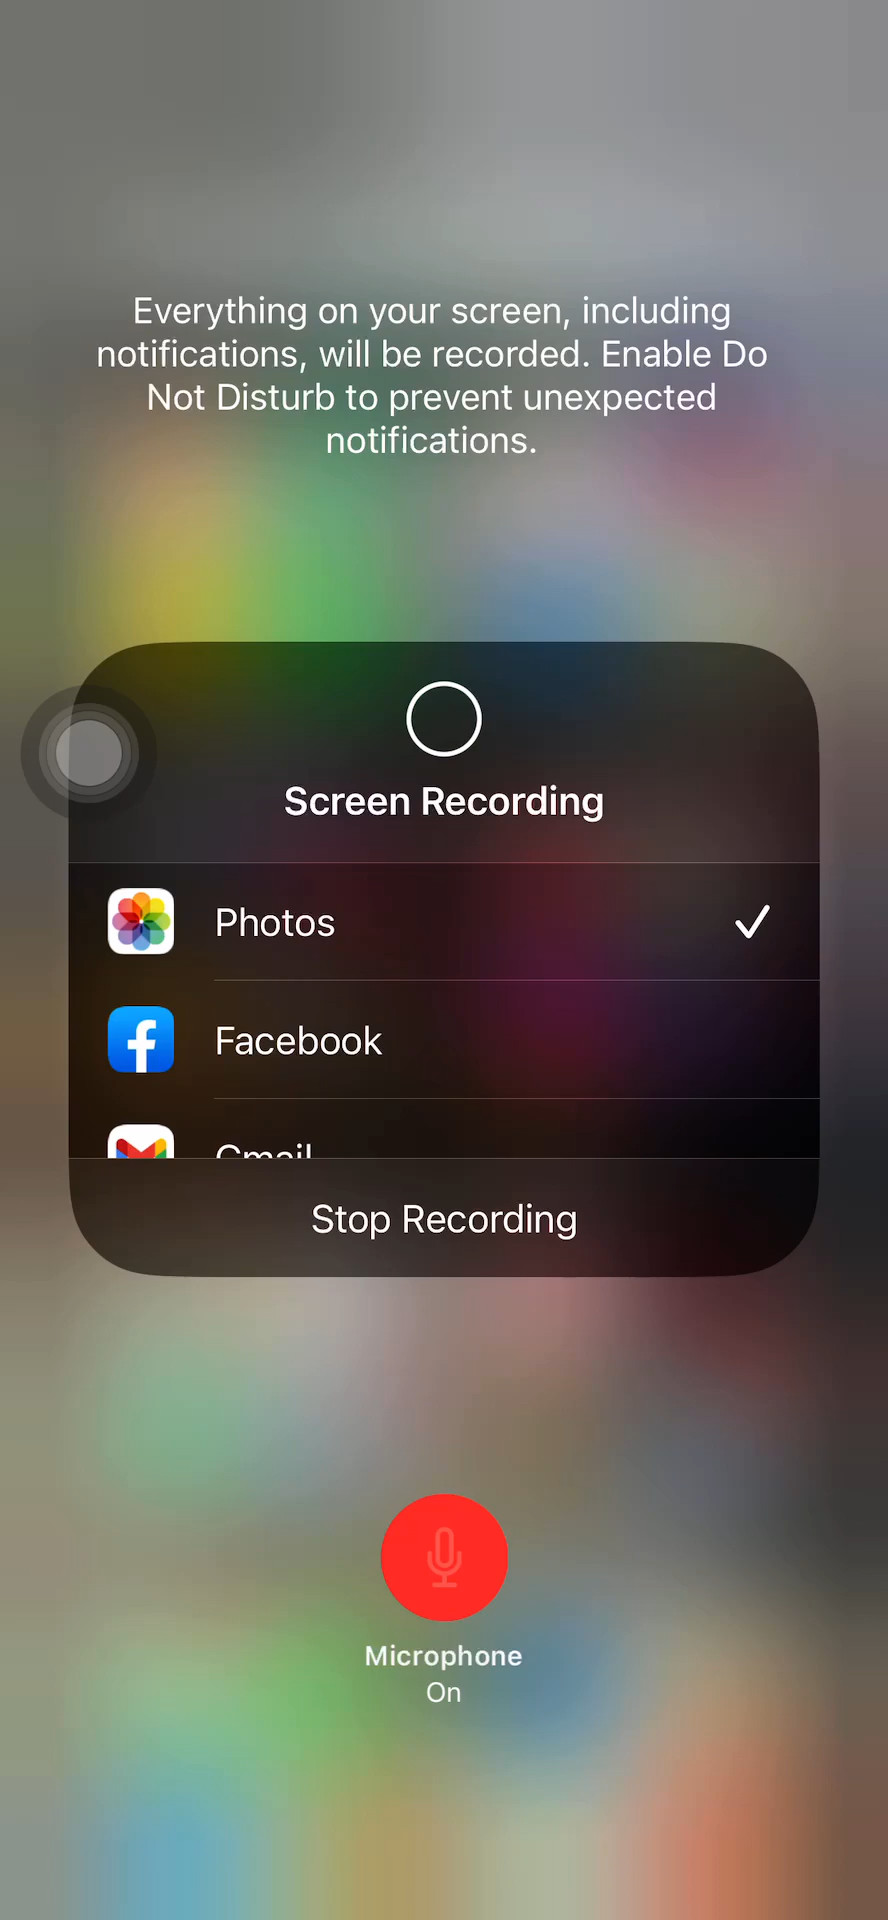 Everything on your screen, including
notifications, will be recorded. Enable Do
Not Disturb to prevent unexpected
notifications.
Screen Recording
Photos
Facebook
Gmail
Stop Recording
Microphone
On